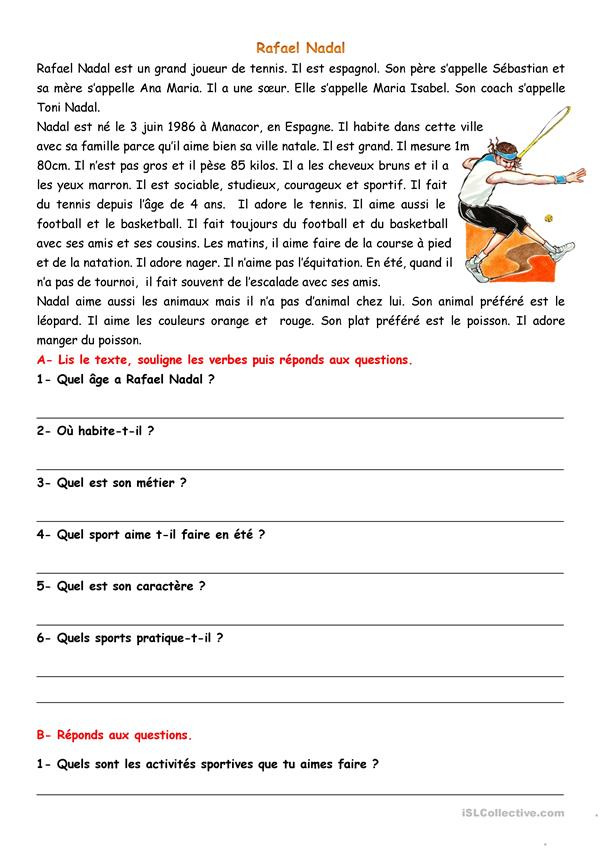 Rafael Nadal
Rafael Nadal est un grand joueur de tennis. Il est espagnol. Son père s’appelle Sébastian et
sa mère s’appelle Ana Maria. Il a une sœur. Elle s’appelle Maria Isabel. Son coach s’appelle
Toni Nadal.
Nadal est né le 3 juin 1986 à Manacor, en Espagne. Il habite dans cette ville
avec sa famille parce qu’il aime bien sa ville natale. Il est grand. Il mesure 1m
80cm. Il n’est pas gros et il pèse 85 kilos. Il a les cheveux bruns et il a
les yeux marron. Il est sociable, studieux, courageux et sportif. Il fait
du tennis depuis l’âge de 4 ans. Il adore le tennis. Il aime aussi le
football et le basketball. Il fait toujours du football et du basketball
avec ses amis et ses cousins. Les matins, il aime faire de la course à pied
et de la natation. Il adore nager. Il n’aime pas l’équitation. En été, quand il
n’a pas de tournoi, il fait souvent de l’escalade avec ses amis.
Nadal aime aussi les animaux mais il n’a pas d’animal chez lui. Son animal préféré est le
léopard. Il aime les couleurs orange et rouge. Son plat préféré est le poisson. Il adore
manger du poisson.
A- Lis le texte, souligne les verbes puis réponds aux questions.
1- Quel âge a Rafael Nadal ?
2- Où habite-t-il ?
3- Quel est son métier ?
4- Quel sport aime t-il faire en été ?
5- Quel est son caractère ?
6- Quels sports pratique-t-il ?
B- Réponds aux questions.
1- Quels sont les activités sportives que tu aimes faire ?
iSLCollective.com